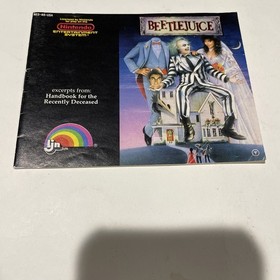 Nintendo
ENTERTAINMENT
SYSTEM
BEETLEJUICE
excerpts from:
Handbook for the
Recently Deceased
ljn